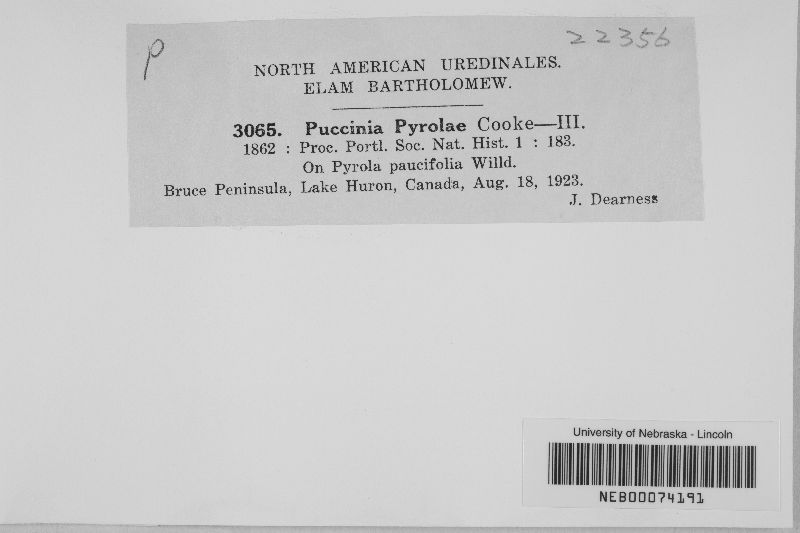 P
22356
NORTH AMERICAN UREDINALES.
ELAM BARTHOLOMEW.
3065. Puccinia Pyrolae Cooke—III.
1862 : Proc. Portl. Soc. Nat. Hist. 1 : 183.
On Pyrola paucifolia Willd.
Bruce Peninsula, Lake Huron, Canada, Aug. 18, 1923.
J. Dearness
University of Nebraska - Lincoln
NEB00074191